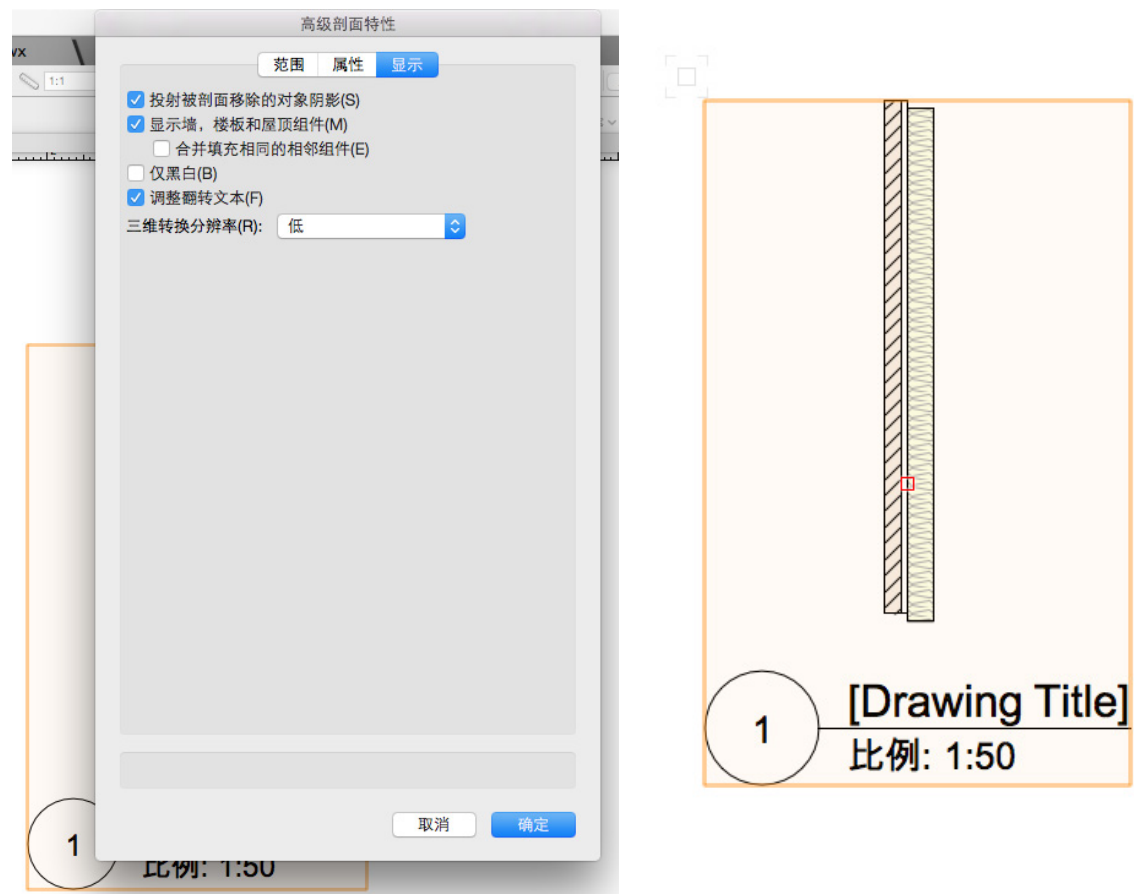 高级剖面特性
vx
1:1
范围 属性 显示
投射被剖面移除的对象阴影(S)
显示墙，楼板和屋顶组件(M)
合并填充相同的相邻组件(E)
仅黑白(B)
调整翻转文本(F)
三维转换分辨率(R): 低
取消 确定
1
比例: 1:50
1
[Drawing Title]
比例: 1:50